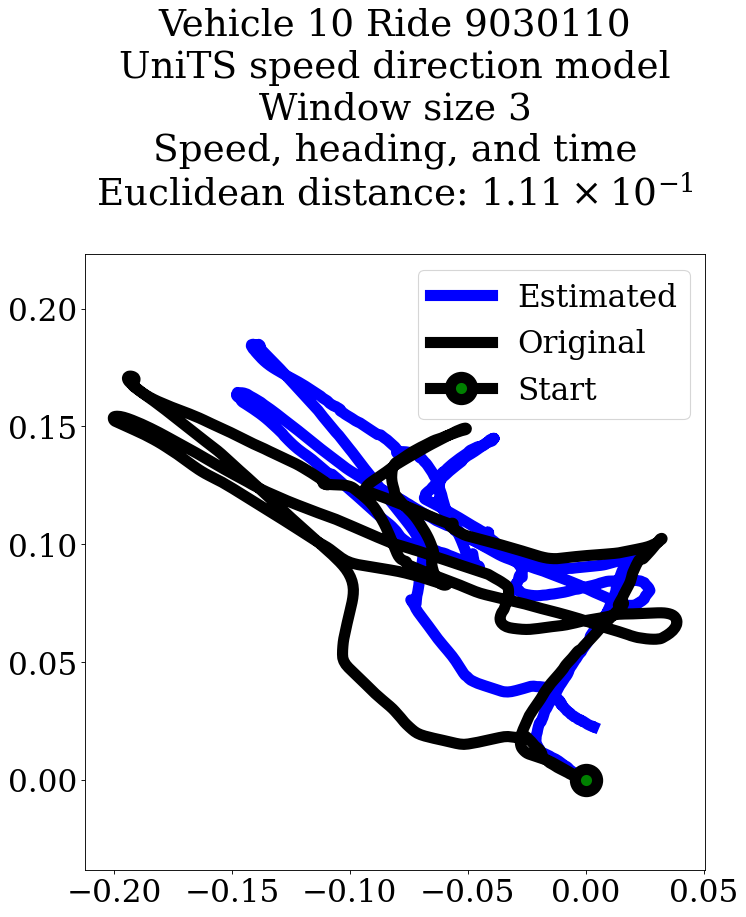 Vehicle 10 Ride 9030110
UniTS speed direction model
Window size 3
Speed, heading, and time
Euclidean distance: 1.11 × 10⁻¹
Estimated
Original
Start
0.20
0.15
0.10
0.05
0.00
−0.20 −0.15 −0.10 −0.05 0.00 0.05